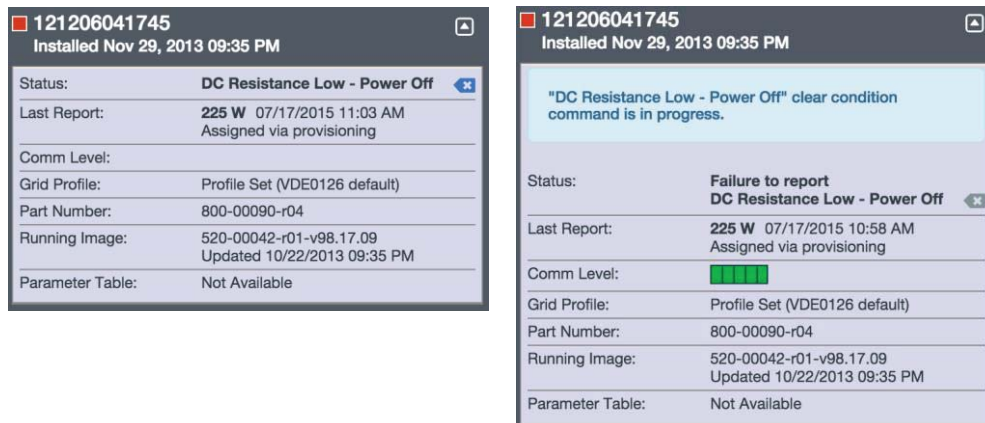 121206041745
Installed Nov 29, 2013 09:35 PM
Status: DC Resistance Low - Power Off
Last Report: 225 W 07/17/2015 11:03 AM
Assigned via provisioning
Comm Level:
Grid Profile: Profile Set (VDE0126 default)
Part Number: 800-00090-r04
Running Image: 520-00042-r01-v98.17.09
Updated 10/22/2013 09:35 PM
Parameter Table: Not Available
121206041745
Installed Nov 29, 2013 09:35 PM
"DC Resistance Low - Power Off" clear condition
command is in progress.
Status: Failure to report
DC Resistance Low - Power Off
Last Report: 225 W 07/17/2015 10:58 AM
Assigned via provisioning
Comm Level:
Grid Profile: Profile Set (VDE0126 default)
Part Number: 800-00090-r04
Running Image: 520-00042-r01-v98.17.09
Updated 10/22/2013 09:35 PM
Parameter Table: Not Available